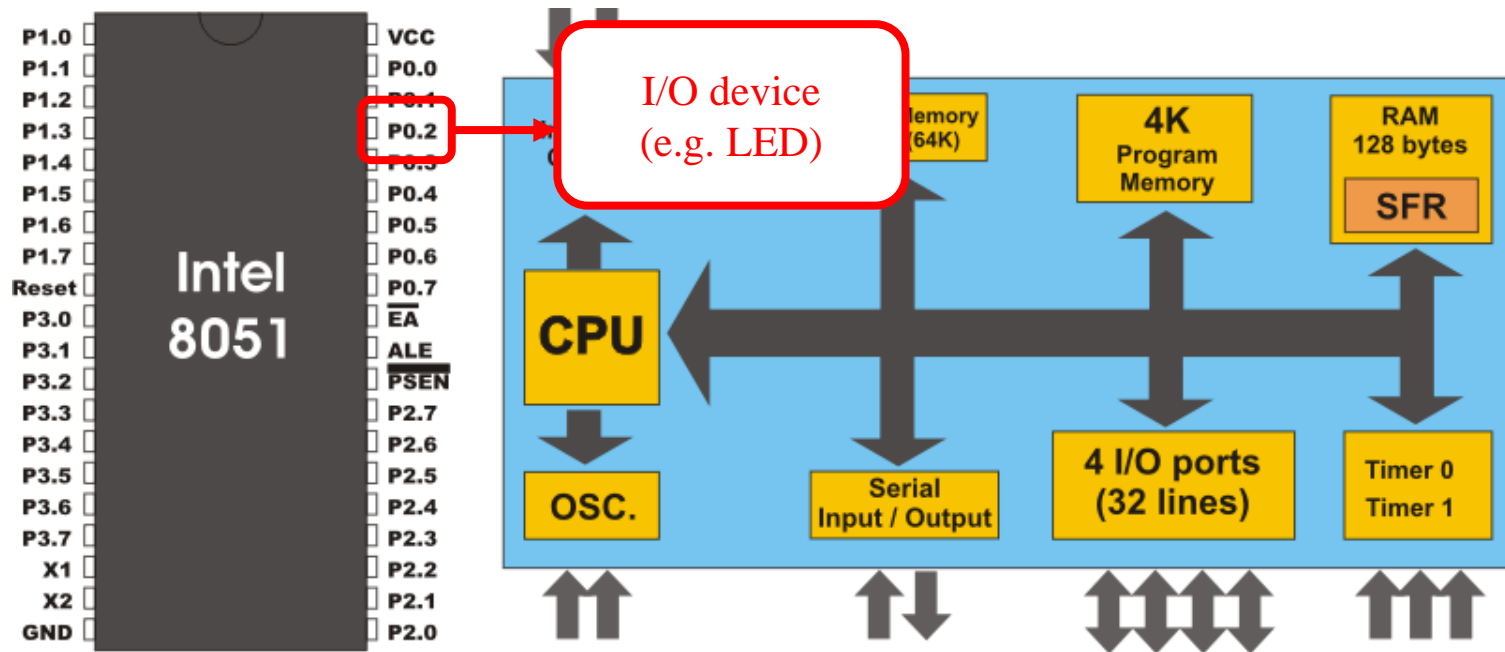 P1.0
P1.1
P1.2
P1.3
P1.4
P1.5
P1.6
P1.7
Reset
P3.0
P3.1
P3.2
P3.3
P3.4
P3.5
P3.6
P3.7
X1
X2
GND
Intel
8051
VCC
P0.0
P0.1
P0.2
P0.3
P0.4
P0.5
P0.6
P0.7
EA
ALE
PSEN
P2.7
P2.6
P2.5
P2.4
P2.3
P2.2
P2.1
P2.0
I/O device
(e.g. LED)
(64K)
4K
Program
Memory
RAM
128 bytes
SFR
CPU
OSC.
Serial
Input / Output
4 I/O ports
(32 lines)
Timer 0
Timer 1